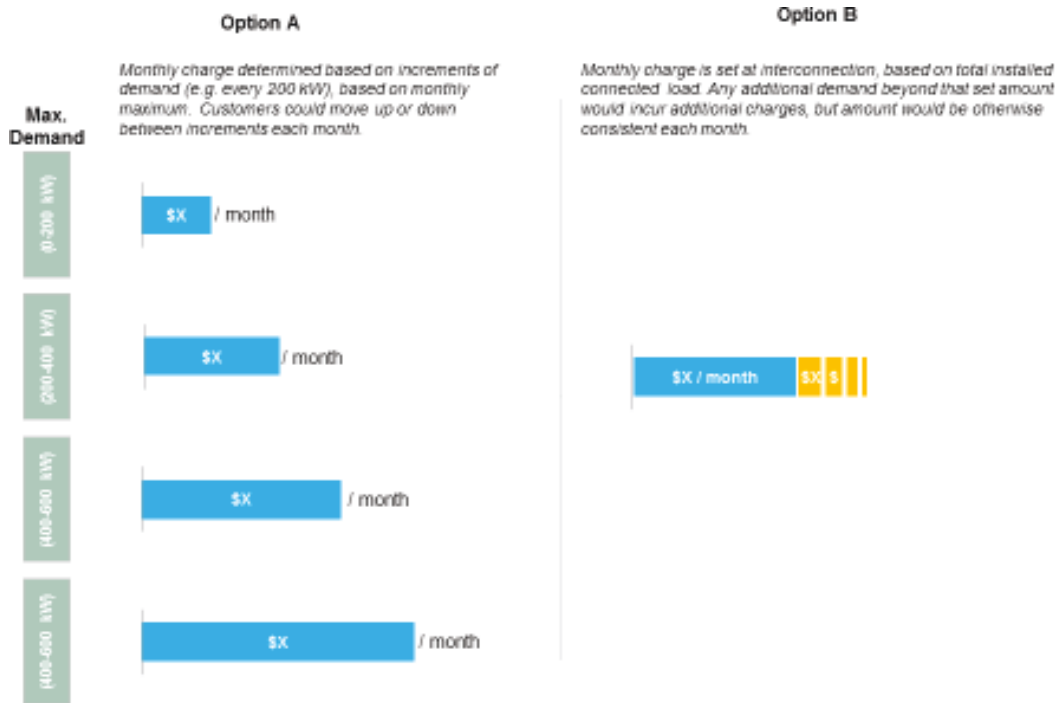 Option A
Monthly charge determined based on increments of
demand (e.g. every 200 kW), based on monthly
maximum. Customers could move up or down
between increments each month.
Option B
Monthly charge is set at interconnection, based on total installed
connected load. Any additional demand beyond that set amount
would incur additional charges, but amount would be otherwise
consistent each month.
Max.
Demand
(0-200 kW)
$X / month
(200-400 kW)
$X / month
(400-600 kW)
$X / month
(400-600 kW)
$X / month
$X / month $X $